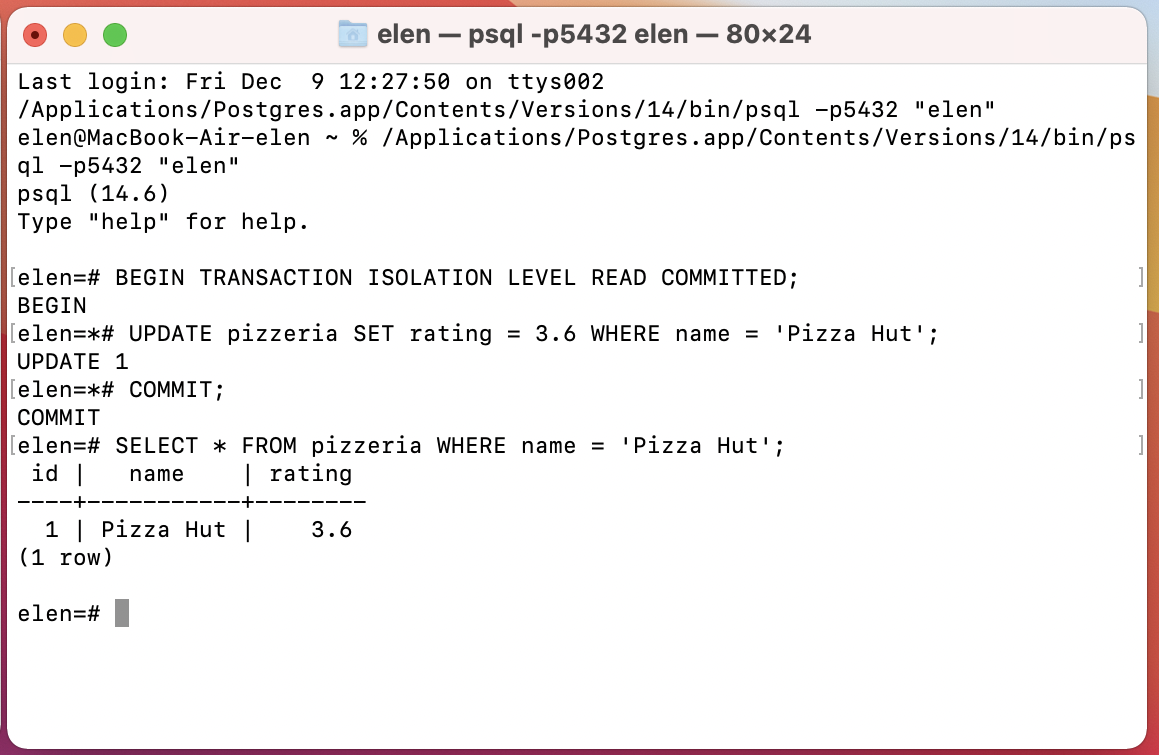 elen — psql -p5432 elen — 80×24
Last login: Fri Dec  9 12:27:50 on ttys002
/Applications/Postgres.app/Contents/Versions/14/bin/psql -p5432 "elen"
elen@MacBook-Air-elen ~ % /Applications/Postgres.app/Contents/Versions/14/bin/ps
ql -p5432 "elen"
psql (14.6)
Type "help" for help.

[elen=# BEGIN TRANSACTION ISOLATION LEVEL READ COMMITTED; ]
BEGIN
[elen=*# UPDATE pizzeria SET rating = 3.6 WHERE name = 'Pizza Hut'; ]
UPDATE 1
[elen=*# COMMIT; ]
COMMIT
[elen=# SELECT * FROM pizzeria WHERE name = 'Pizza Hut'; ]
 id |   name    | rating
----+-----------+--------
  1 | Pizza Hut |    3.6
(1 row)

elen=#